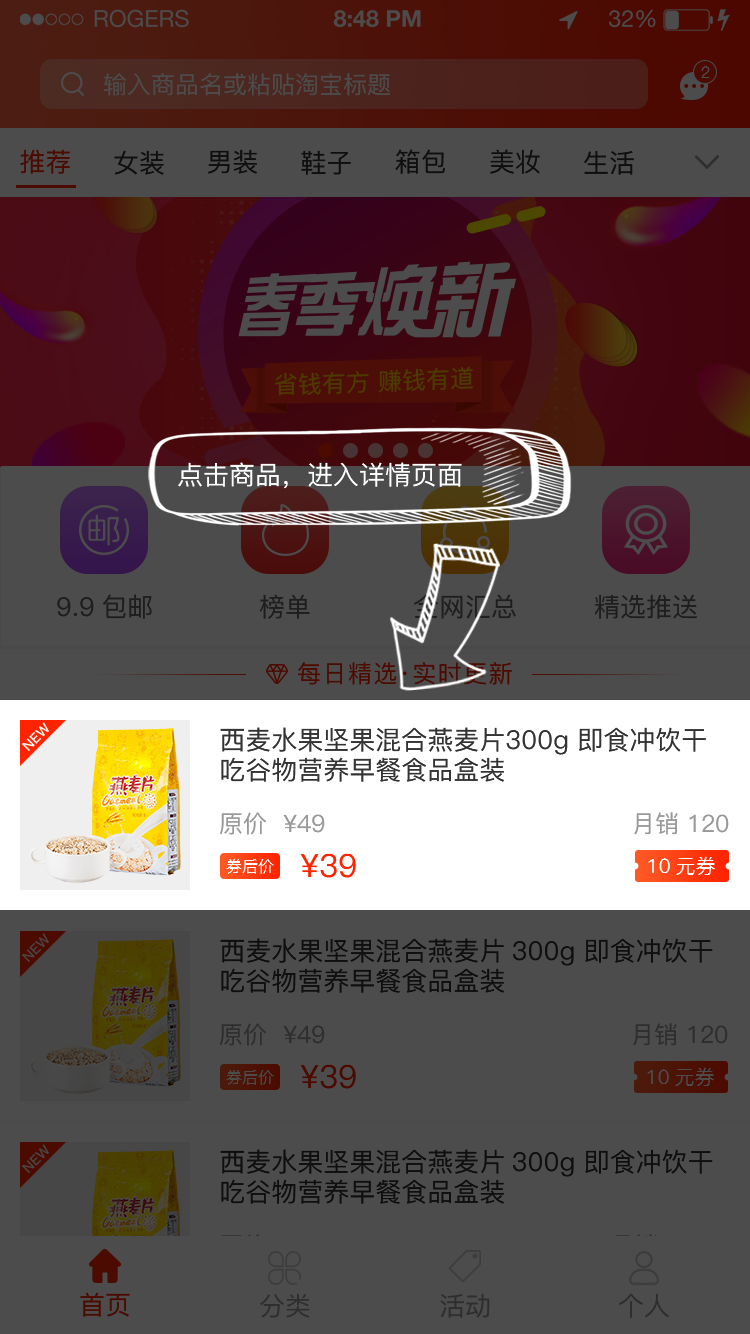 ROGERS 8:48 PM 32%
输入商品名或粘贴淘宝标题
2
推荐 女装 男装 鞋子 箱包 美妆 生活
春季焕新
省钱有方 赚钱有道
点击商品，进入详情页面
邮
9.9 包邮 榜单 全网汇总 精选推送
每日精选·实时更新
NEW
燕麦片
Oatmeal
西麦水果坚果混合燕麦片300g 即食冲饮干
吃谷物营养早餐食品盒装
原价 ¥49 月销 120
券后价 ¥39 10 元券
NEW
燕麦片
Oatmeal
西麦水果坚果混合燕麦片 300g 即食冲饮干
吃谷物营养早餐食品盒装
原价 ¥49 月销 120
券后价 ¥39 10 元券
NEW
燕麦片
Oatmeal
西麦水果坚果混合燕麦片 300g 即食冲饮干
吃谷物营养早餐食品盒装
首页 分类 活动 个人